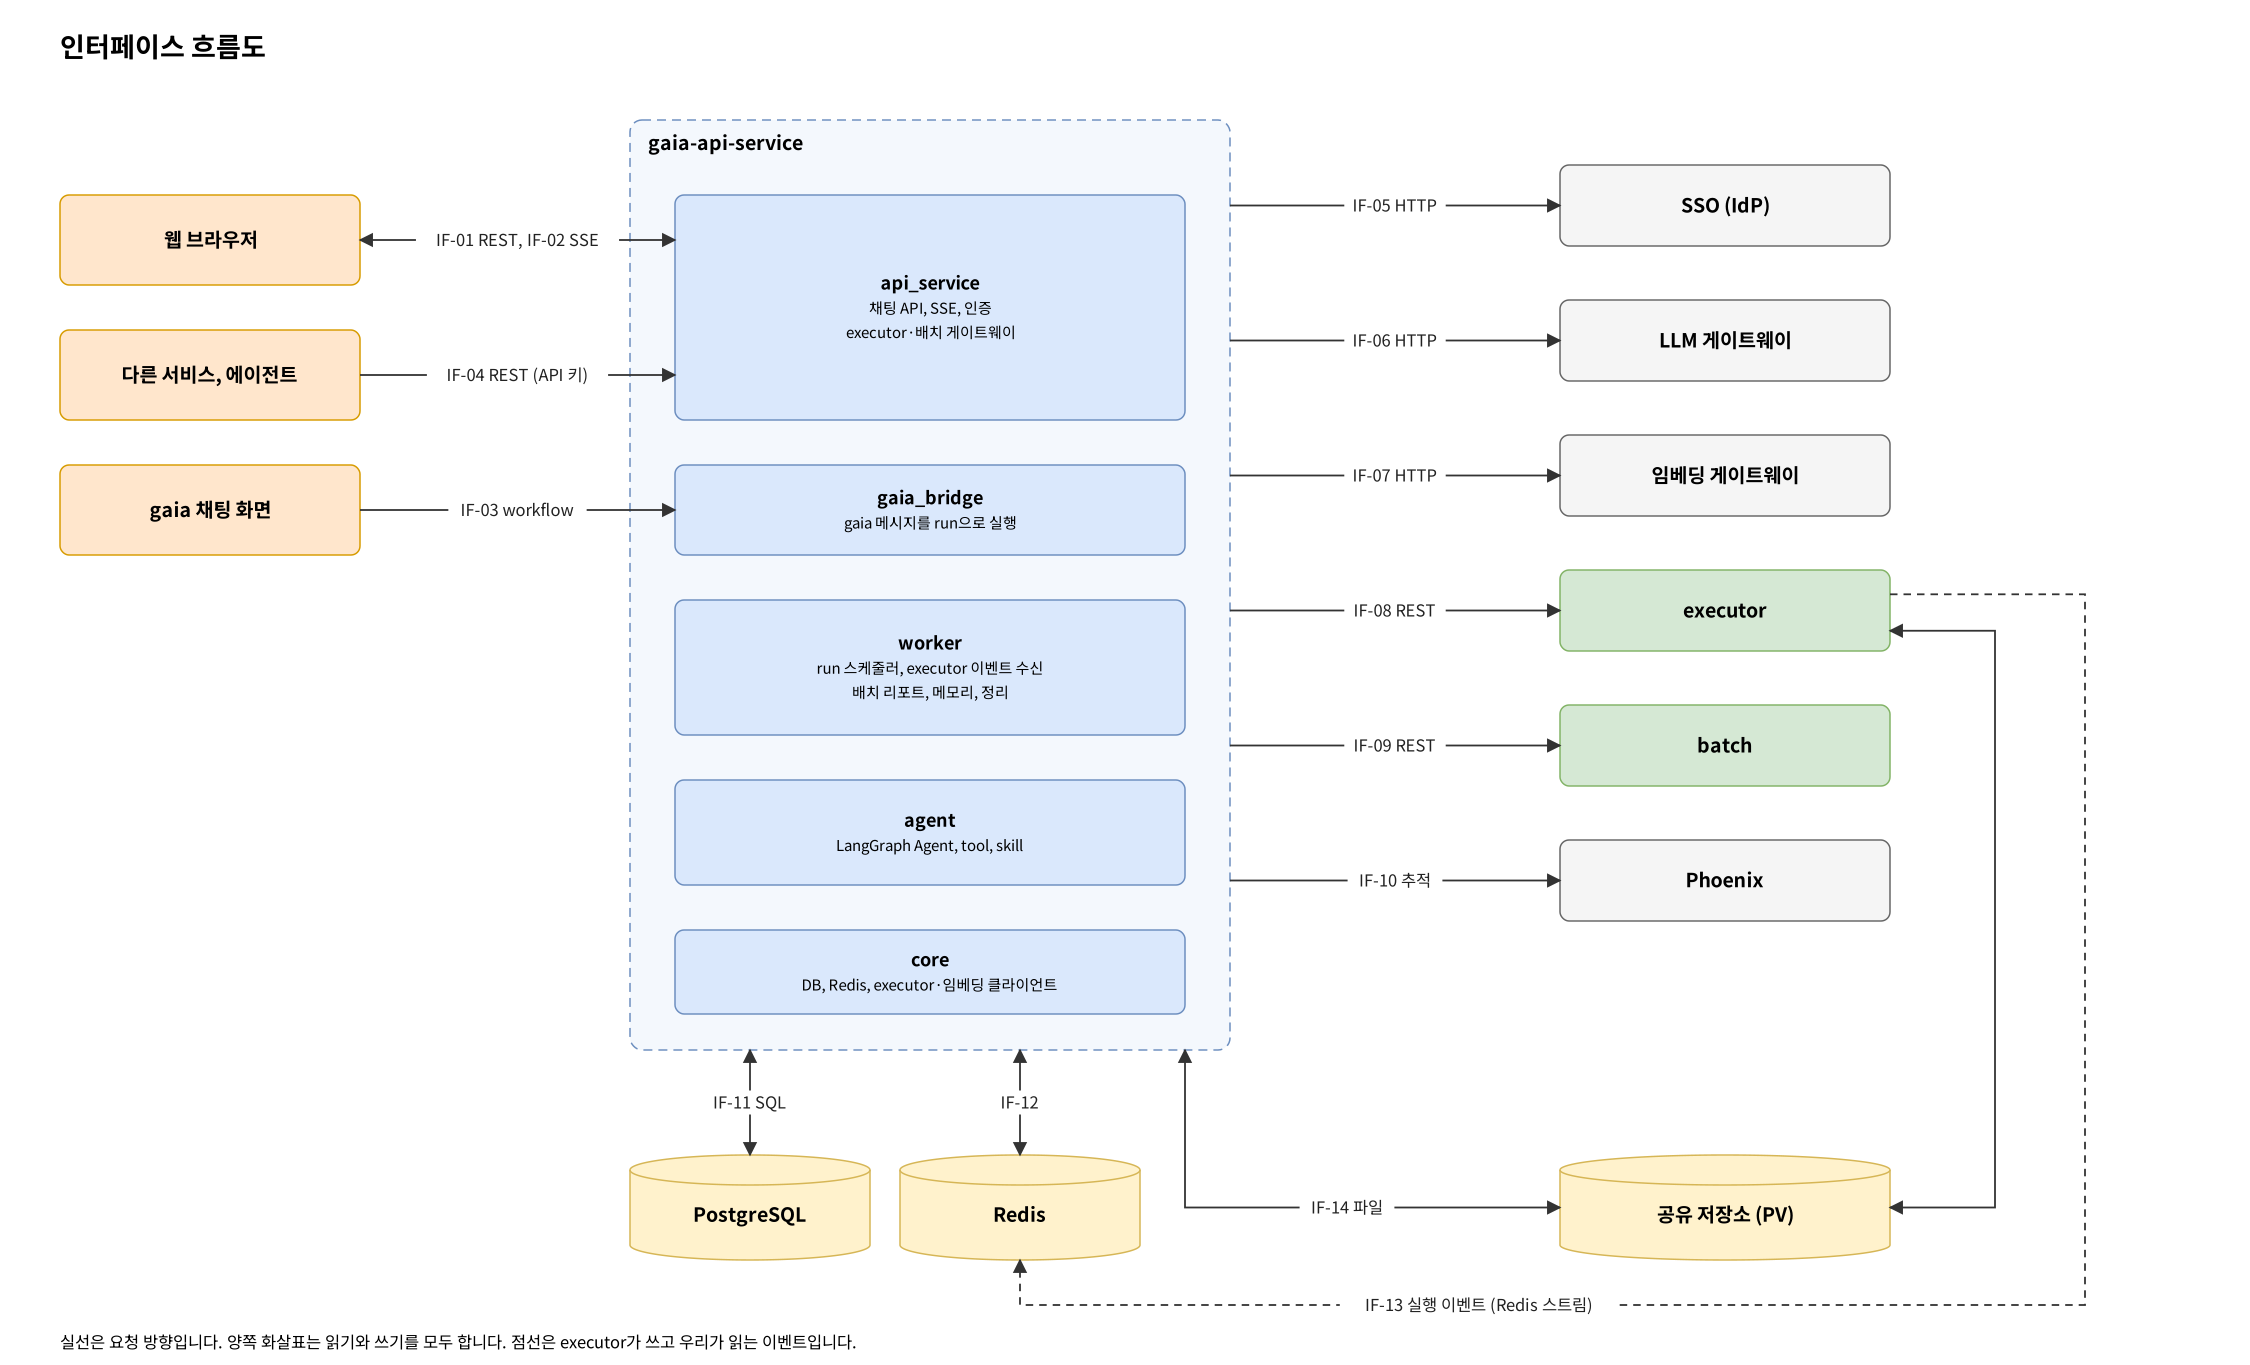 인터페이스 흐름도
gaia-api-service
웹 브라우저
IF-01 REST, IF-02 SSE
다른 서비스, 에이전트
IF-04 REST (API 키)
gaia 채팅 화면
IF-03 workflow
api_service
채팅 API, SSE, 인증
executor·배치 게이트웨이
gaia_bridge
gaia 메시지를 run으로 실행
worker
run 스케줄러, executor 이벤트 수신
배치 리포트, 메모리, 정리
agent
LangGraph Agent, tool, skill
core
DB, Redis, executor·임베딩 클라이언트
IF-05 HTTP
SSO (IdP)
IF-06 HTTP
LLM 게이트웨이
IF-07 HTTP
임베딩 게이트웨이
IF-08 REST
executor
IF-09 REST
batch
IF-10 추적
Phoenix
IF-11 SQL
IF-12
PostgreSQL
Redis
IF-14 파일
공유 저장소 (PV)
IF-13 실행 이벤트 (Redis 스트림)
실선은 요청 방향입니다. 양쪽 화살표는 읽기와 쓰기를 모두 합니다. 점선은 executor가 쓰고 우리가 읽는 이벤트입니다.